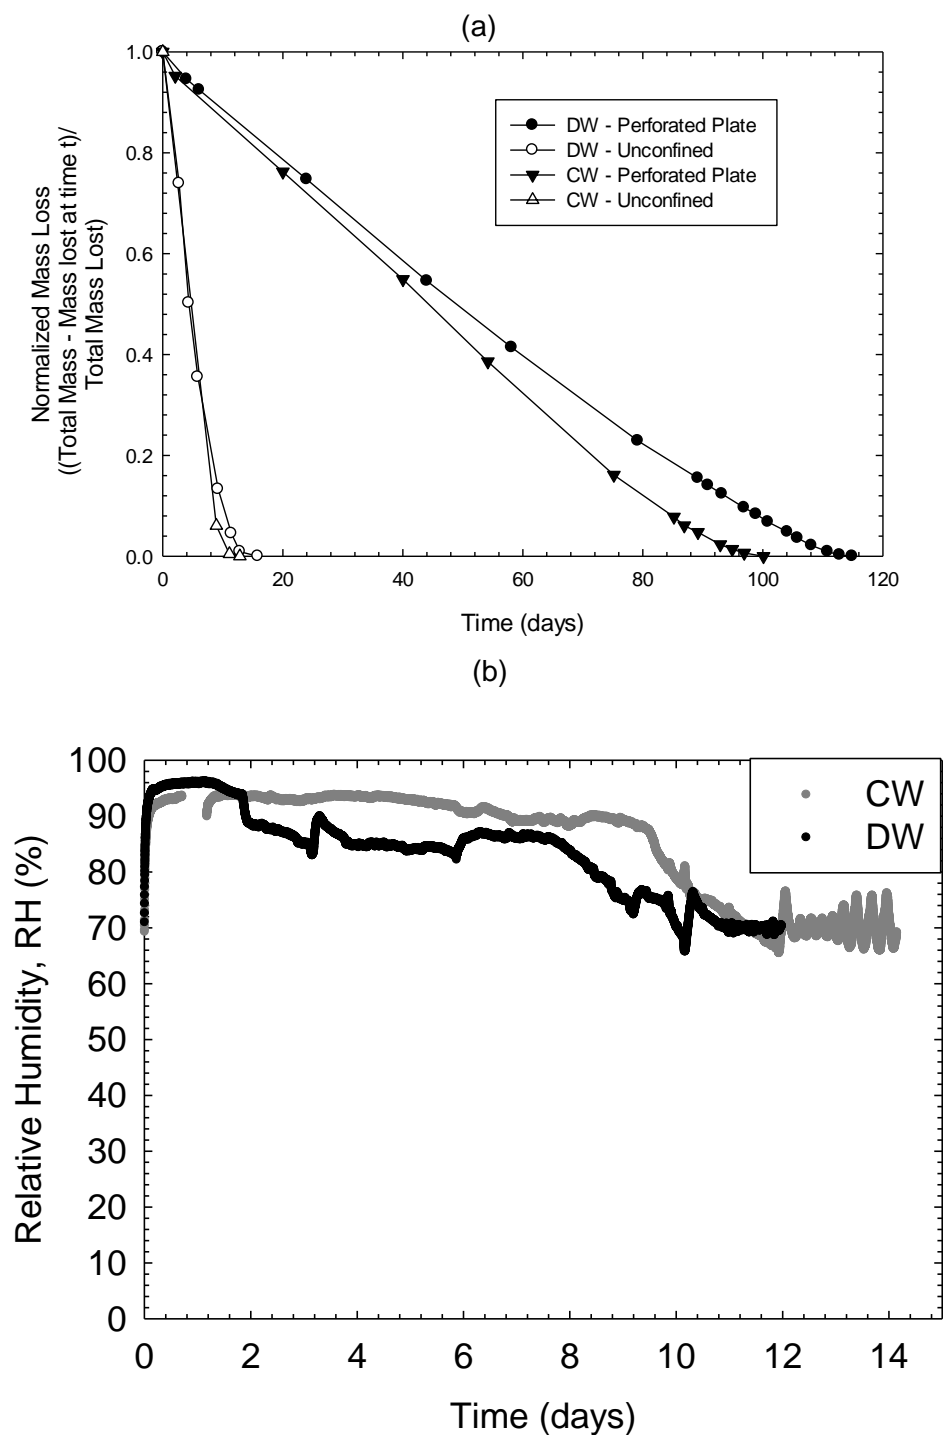 (a)
Normalized Mass Loss
((Total Mass - Mass lost at time t)/
Total Mass Lost)
1.0
0.8
0.6
0.4
0.2
0.0
DW - Perforated Plate
DW - Unconfined
CW - Perforated Plate
CW - Unconfined
0 20 40 60 80 100 120
Time (days)
(b)
Relative Humidity, RH (%)
100
90
80
70
60
50
40
30
20
10
0
CW
DW
0 2 4 6 8 10 12 14
Time (days)